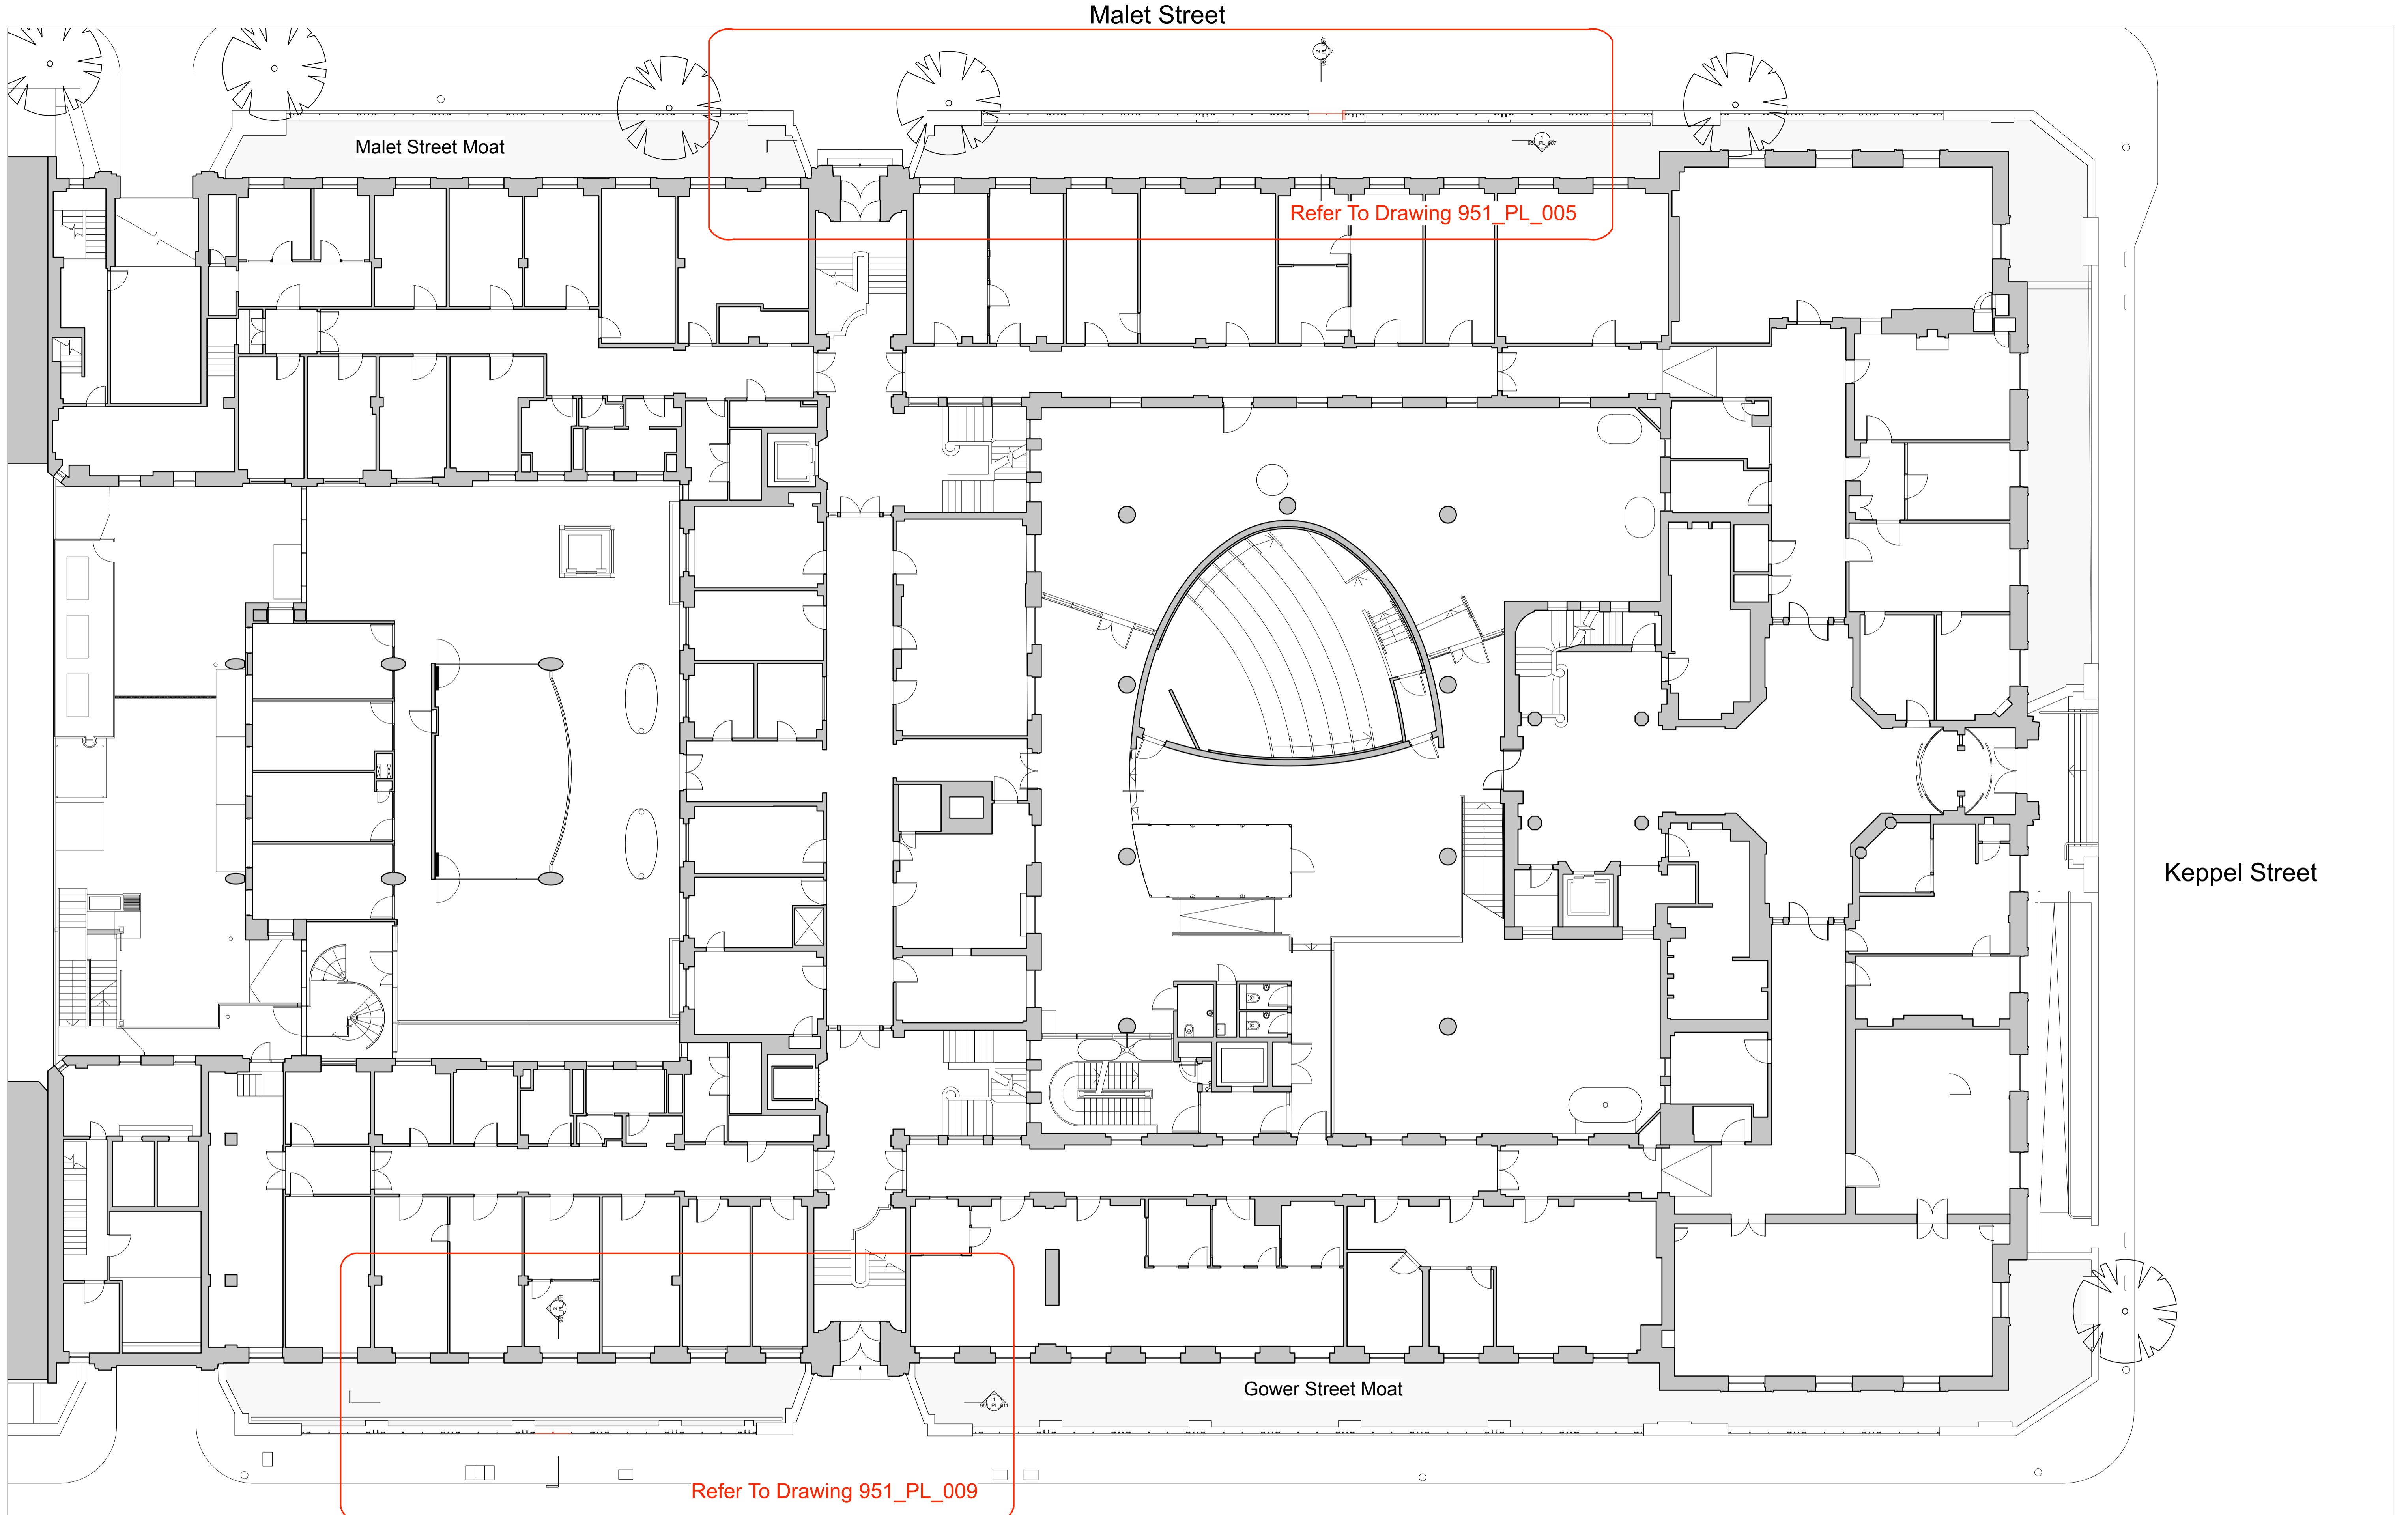 Malet Street
Malet Street Moat
Refer To Drawing 951_PL_005
Keppel Street
Gower Street Moat
Refer To Drawing 951_PL_009